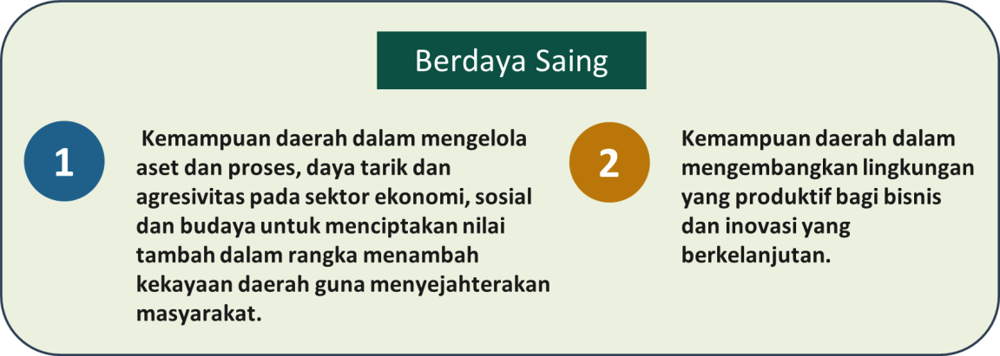 Berdaya Saing
1
Kemampuan daerah dalam mengelola
aset dan proses, daya tarik dan
agresivitas pada sektor ekonomi, sosial
dan budaya untuk menciptakan nilai
tambah dalam rangka menambah
kekayaan daerah guna menyejahterakan
masyarakat.
2
Kemampuan daerah dalam
mengembangkan lingkungan
yang produktif bagi bisnis
dan inovasi yang
berkelanjutan.